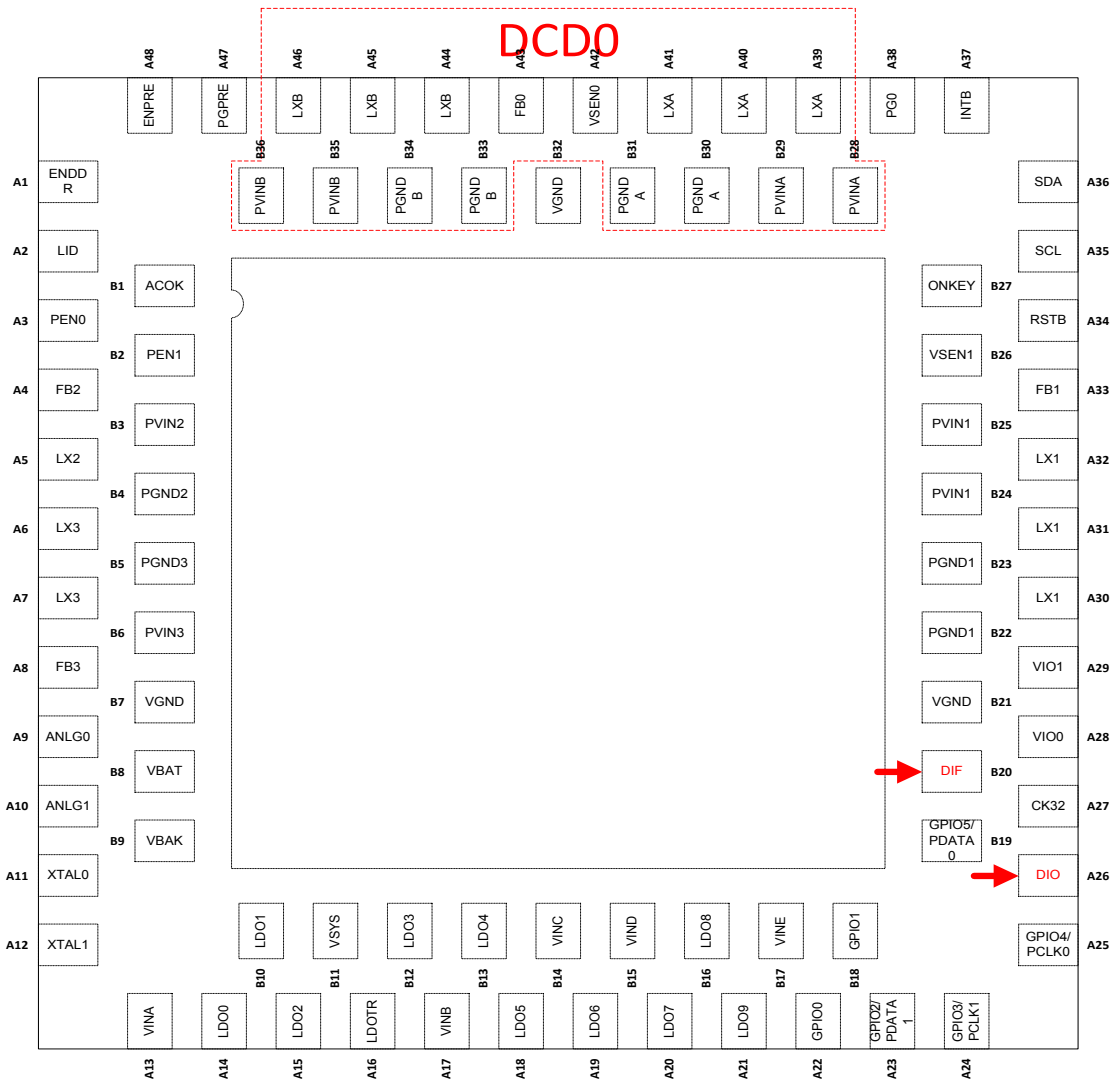 DCD0
A48
A47
A46
A45
A44
A43
A42
A41
A40
A39
A38
A37
ENPRE
PGPRE
LXB
LXB
LXB
FB0
VSEN0
LXA
LXA
LXA
PG0
INTB
B36
B35
B34
B33
B32
B31
B30
B29
B28
PVINB
PVINB
PGND
B
PGND
B
VGND
PGND
A
PGND
A
PVINA
PVINA
A1
ENDD
R
SDA
A36
A2
LID
SCL
A35
B1
ACOK
ONKEY
B27
A3
PEN0
RSTB
A34
B2
PEN1
VSEN1
B26
A4
FB2
FB1
A33
B3
PVIN2
PVIN1
B25
A5
LX2
LX1
A32
B4
PGND2
PVIN1
B24
A6
LX3
LX1
A31
B5
PGND3
PGND1
B23
A7
LX3
LX1
A30
B6
PVIN3
PGND1
B22
A8
FB3
VIO1
A29
B7
VGND
VGND
B21
A9
ANLG0
VIO0
A28
B8
VBAT
DIF
B20
A10
ANLG1
CK32
A27
B9
VBAK
GPIO5/
PDATA
0
B19
A11
XTAL0
DIO
A26
A12
XTAL1
GPIO4/
PCLK0
A25
LDO1
VSYS
LDO3
LDO4
VINC
VIND
LDO8
VINE
GPIO1
B10
B11
B12
B13
B14
B15
B16
B17
B18
VINA
LDO0
LDO2
LDOTR
VINB
LDO5
LDO6
LDO7
LDO9
GPIO0
GPIO2/
PDATA
1
GPIO3/
PCLK1
A13
A14
A15
A16
A17
A18
A19
A20
A21
A22
A23
A24